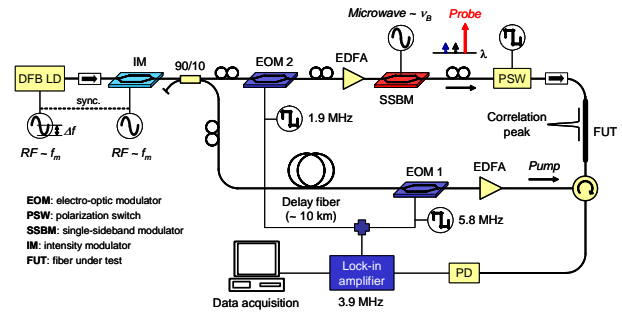 Microwave ~ νB
Probe
λ
IM
90/10
EOM 2
EDFA
SSBM
PSW
DFB LD
sync.
Δf
RF ~ fm
RF ~ fm
1.9 MHz
Correlation
peak
FUT
Delay fiber
(~ 10 km)
EOM 1
EDFA
Pump
5.8 MHz
EOM: electro-optic modulator
PSW: polarization switch
SSBM: single-sideband modulator
IM: intensity modulator
FUT: fiber under test
Lock-in
amplifier
PD
Data acquisition
3.9 MHz